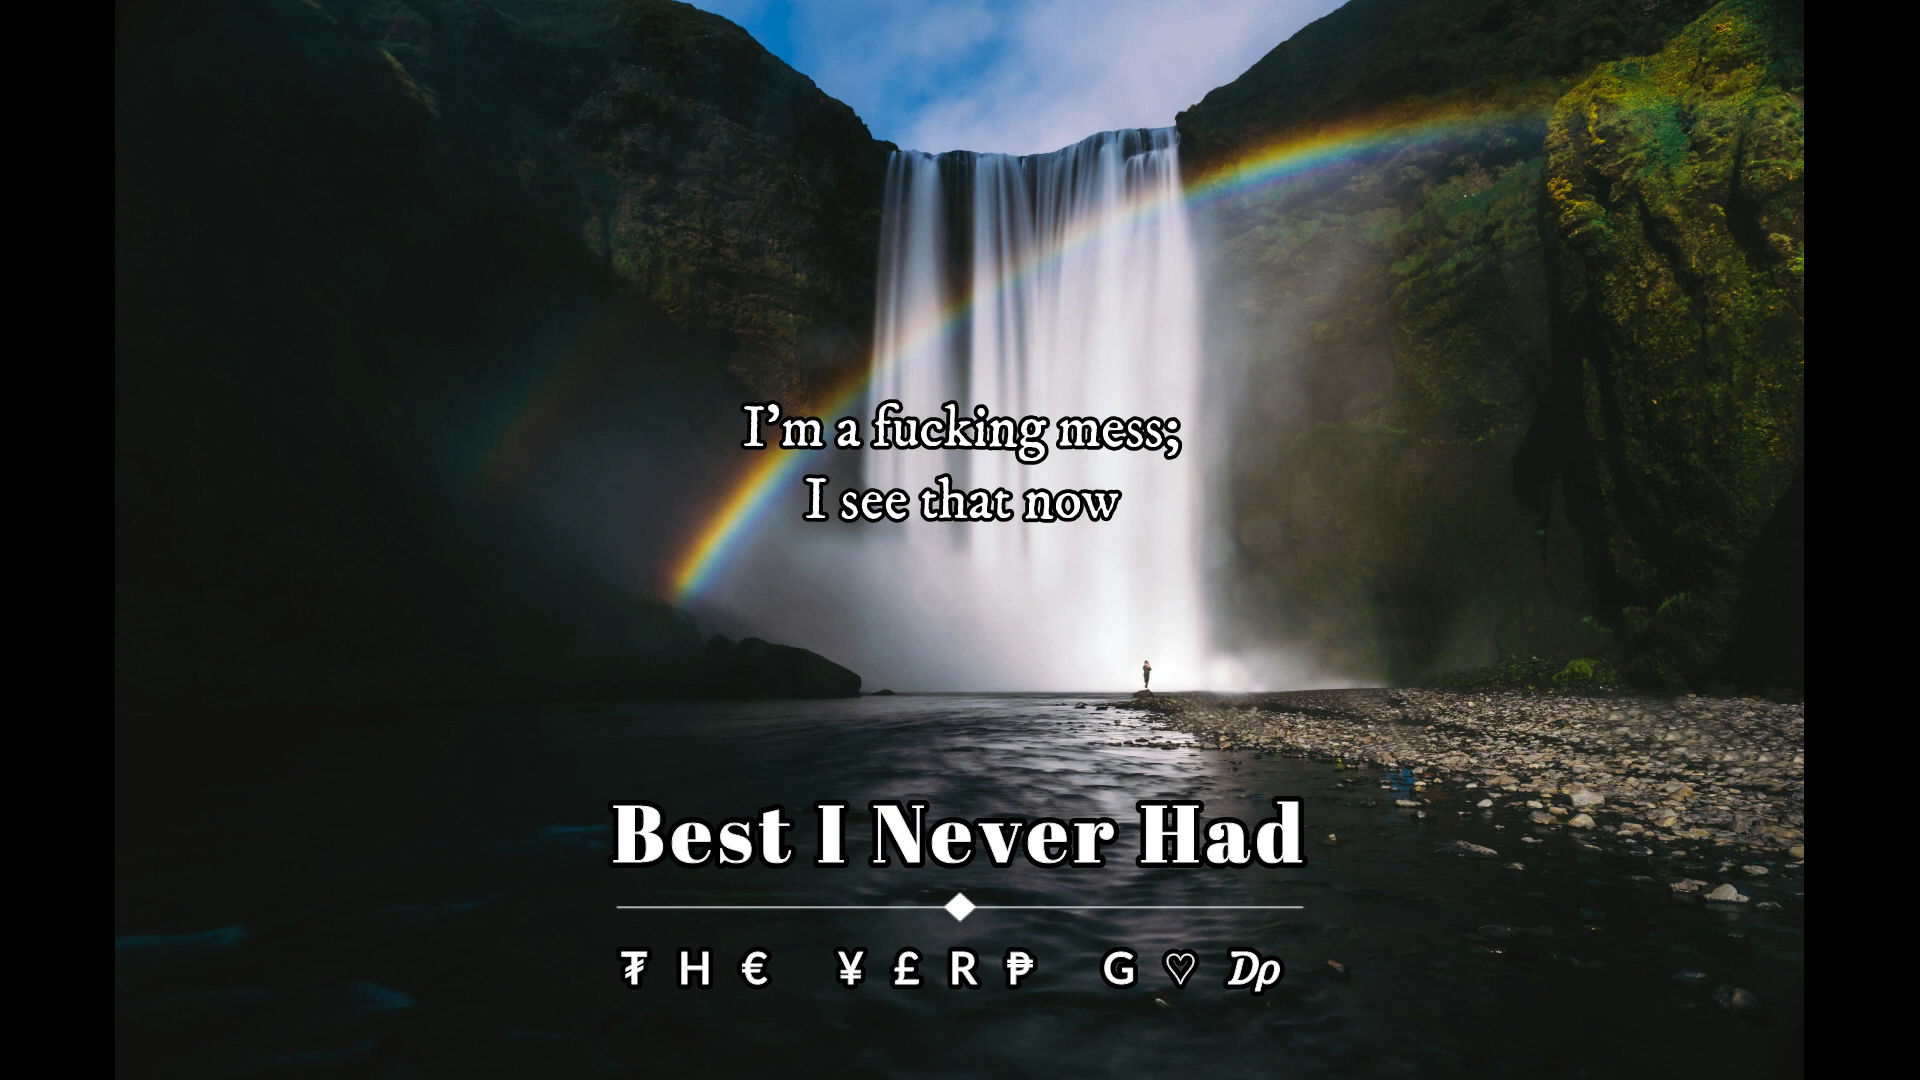 I'm a fucking mess;
I see that now
Best I Never Had
₮ H € ¥ £ R ₱ G ♡ 𝒟ρ